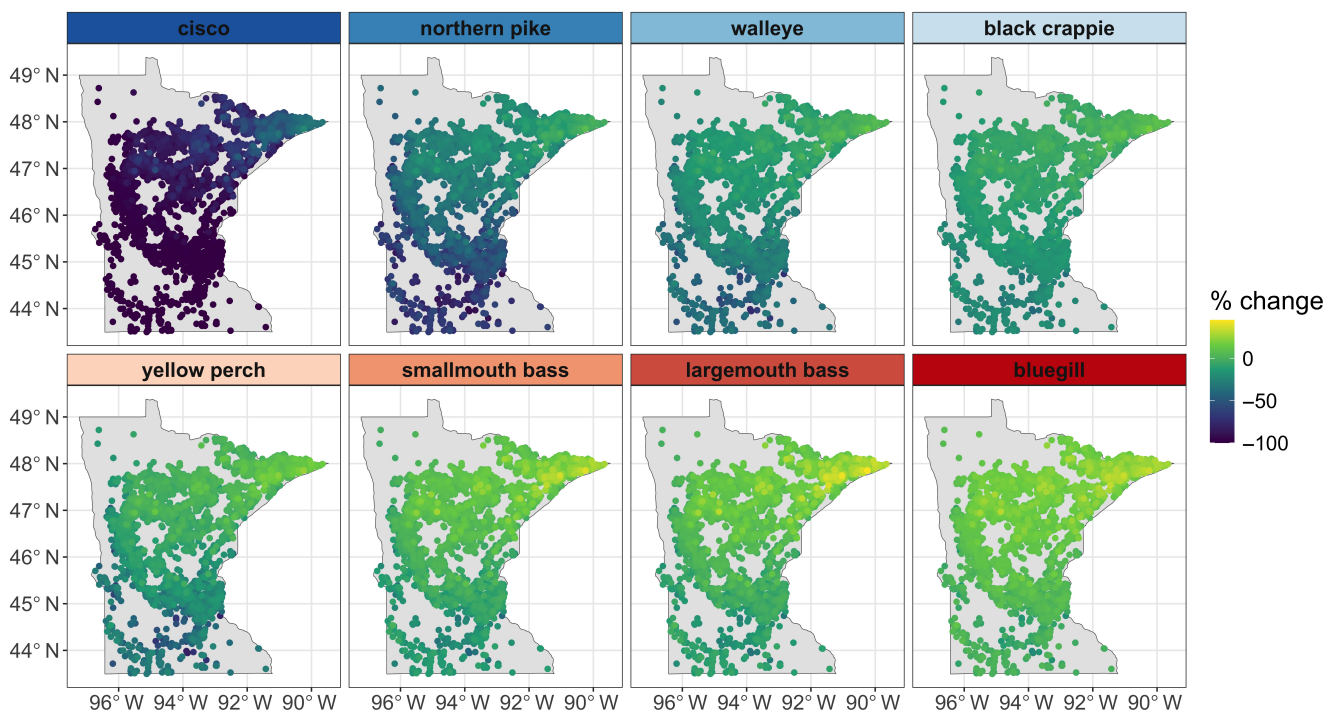 cisco northern pike walleye black crappie
49° N
48° N
47° N
46° N
45° N
44° N
% change
0
−50
−100
yellow perch smallmouth bass largemouth bass bluegill
49° N
48° N
47° N
46° N
45° N
44° N
96° W 94° W 92° W 90° W 96° W 94° W 92° W 90° W 96° W 94° W 92° W 90° W 96° W 94° W 92° W 90° W